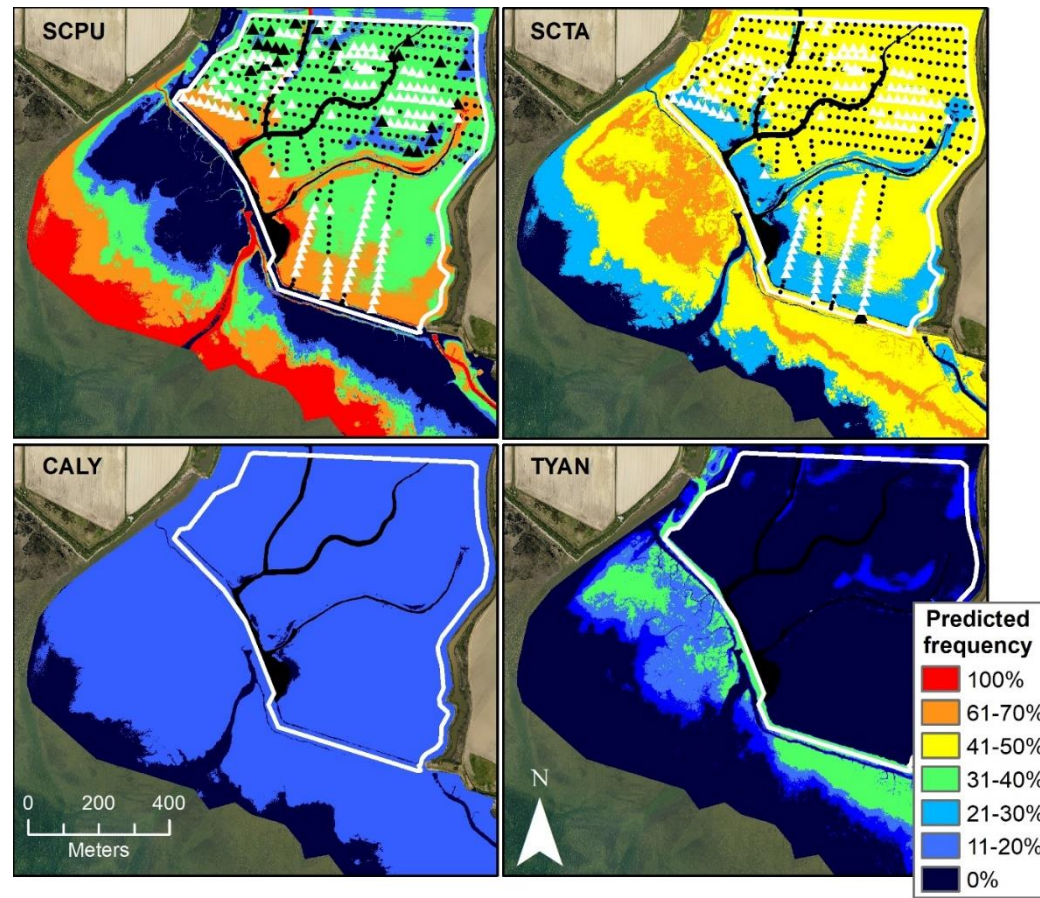 SCPU
SCTA
CALY
TYAN
0 200 400
Meters
N
Predicted
frequency
100%
61-70%
41-50%
31-40%
21-30%
11-20%
0%